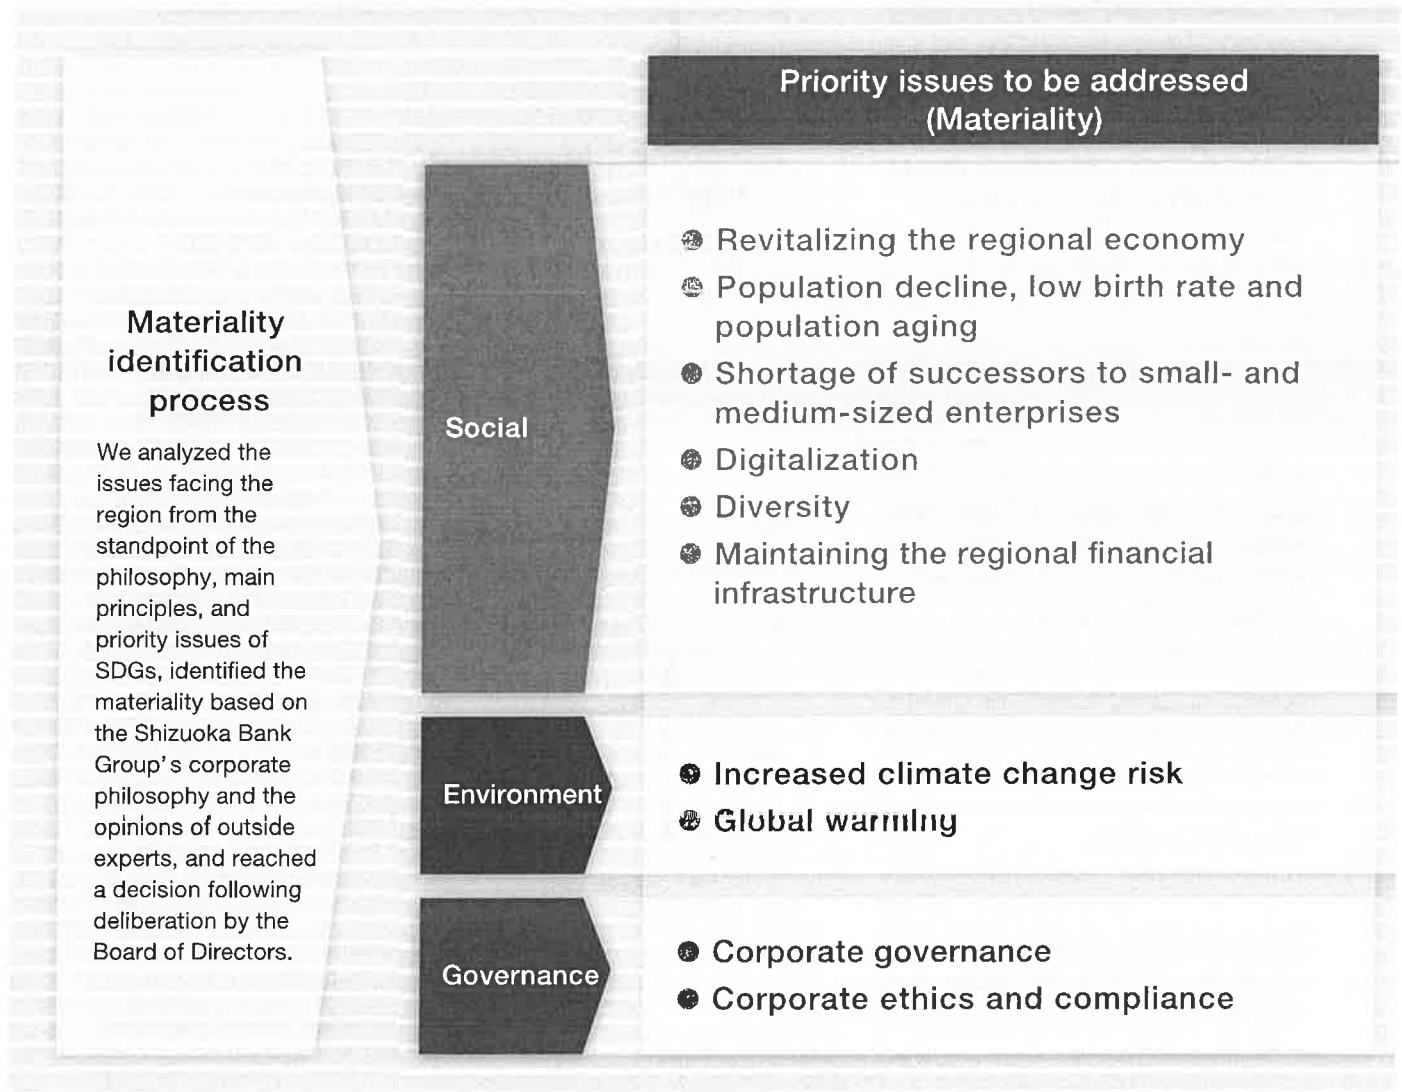 Priority issues to be addressed
(Materiality)
Materiality
identification
process
We analyzed the
issues facing the
region from the
standpoint of the
philosophy, main
principles, and
priority issues of
SDGs, identified the
materiality based on
the Shizuoka Bank
Group's corporate
philosophy and the
opinions of outside
experts, and reached
a decision following
deliberation by the
Board of Directors.
Social
Revitalizing the regional economy
Population decline, low birth rate and
population aging
Shortage of successors to small- and
medium-sized enterprises
Digitalization
Diversity
Maintaining the regional financial
infrastructure
Environment
Increased climate change risk
Global warming
Governance
Corporate governance
Corporate ethics and compliance